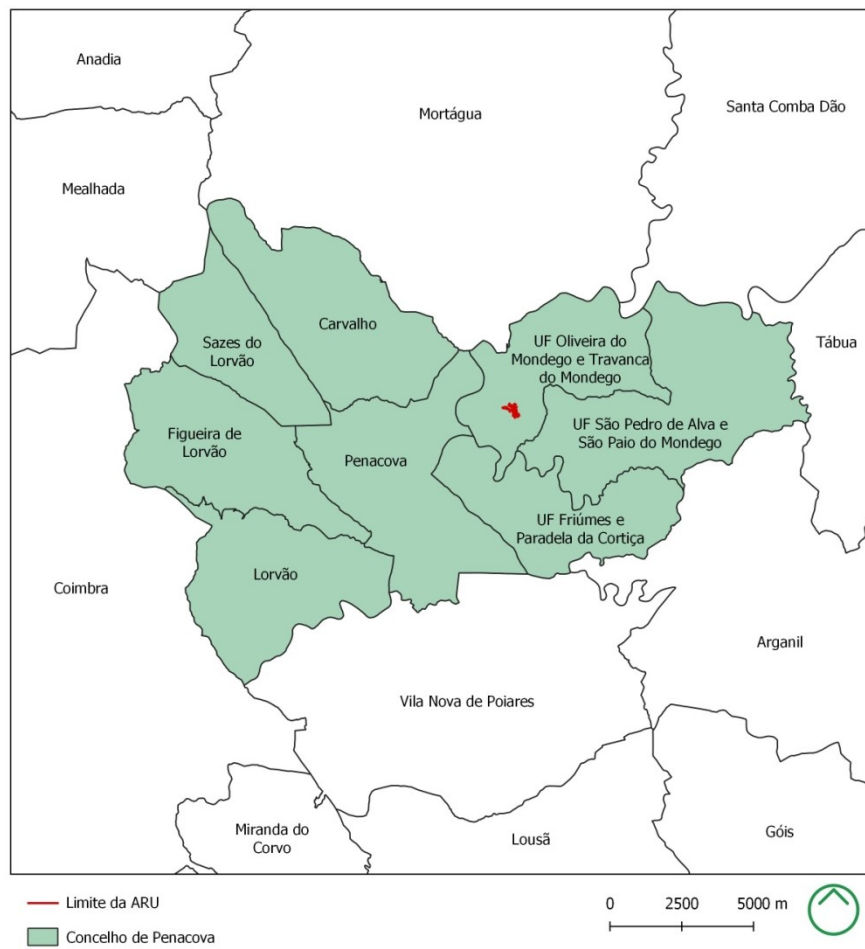 Anadia
Mortágua
Santa Comba Dão
Mealhada
Carvalho
Sazes do
Lorvão
UF Oliveira do
Mondego e Travanca
do Mondego
Tábua
Figueira de
Lorvão
Penacova
UF São Pedro de Alva e
São Paio do Mondego
UF Friúmes e
Paradela da Cortiça
Coimbra
Lorvão
Arganil
Vila Nova de Poiares
Miranda do
Corvo
Lousã
Góis
Limite da ARU
Concelho de Penacova
0 2500 5000 m